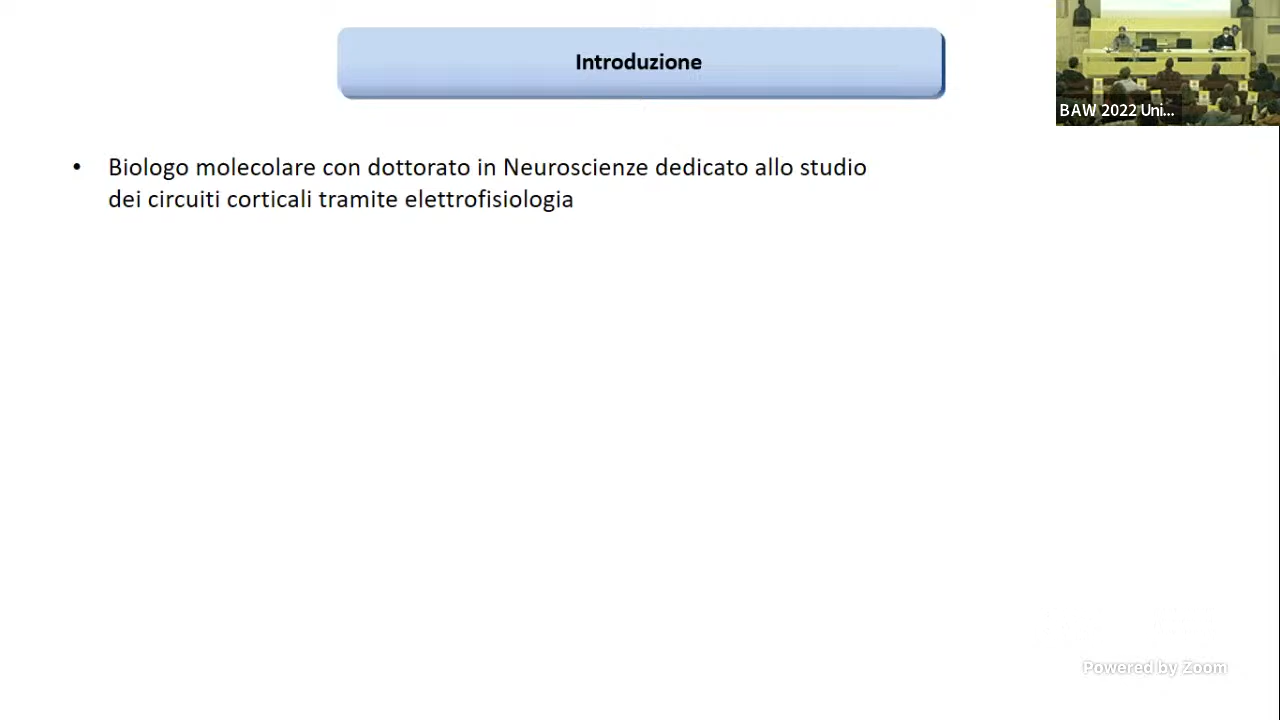 Introduzione
BAW 2022 Uni...
• Biologo molecolare con dottorato in Neuroscienze dedicato allo studio
dei circuiti corticali tramite elettrofisiologia
Powered by Zoom